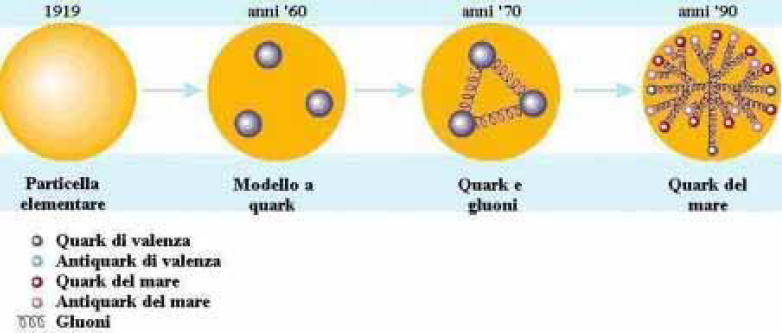 1919
anni '60
anni '70
anni '90
Particella
elementare
Modello a
quark
Quark e
gluoni
Quark del
mare
Quark di valenza
Antiquark di valenza
Quark del mare
Antiquark del mare
Gluoni